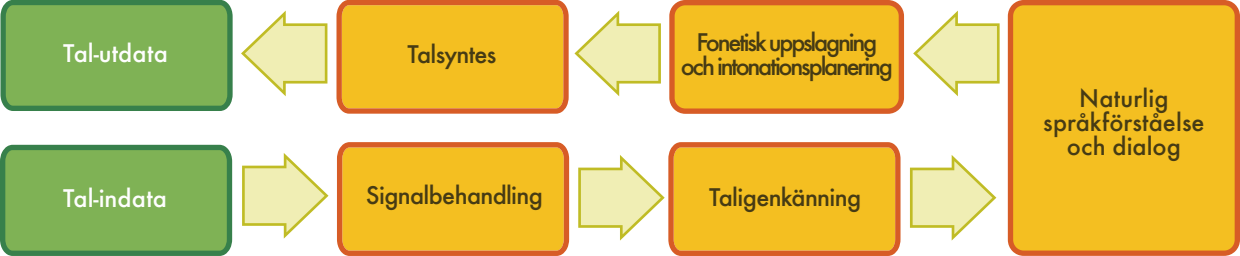 Tal-utdata
Talsyntes
Fonetisk uppslagning
och intonationsplanering
Naturlig
språkförståelse
och dialog
Tal-indata
Signalbehandling
Taligenkänning